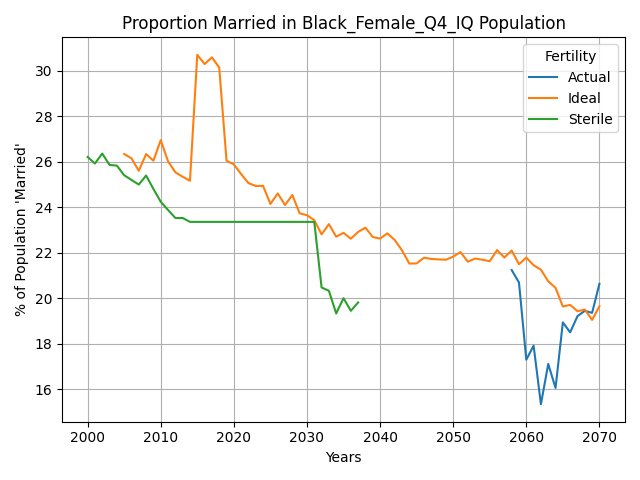 Proportion Married in Black_Female_Q4_IQ Population
% of Population 'Married'
30
28
26
24
22
20
18
16
Fertility
Actual
Ideal
Sterile
2000 2010 2020 2030 2040 2050 2060 2070
Years